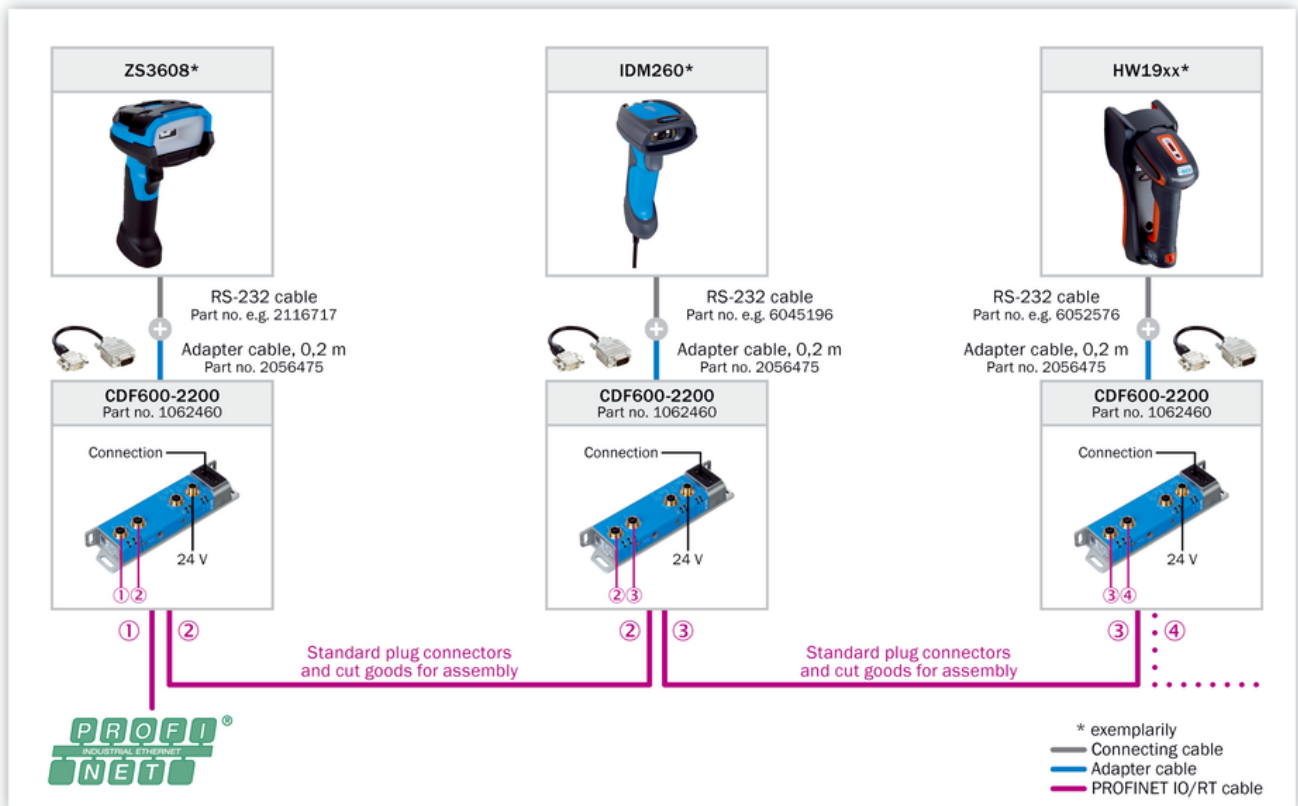 ZS3608*
IDM260*
HW19xx*
RS-232 cable
Part no. e.g. 2116717
Adapter cable, 0,2 m
Part no. 2056475
RS-232 cable
Part no. e.g. 6045196
Adapter cable, 0,2 m
Part no. 2056475
RS-232 cable
Part no. e.g. 6052576
Adapter cable, 0,2 m
Part no. 2056475
CDF600-2200
Part no. 1062460
Connection
24 V
①②
CDF600-2200
Part no. 1062460
Connection
24 V
②③
CDF600-2200
Part no. 1062460
Connection
24 V
③④
① ②
② ③
③ ④
Standard plug connectors
and cut goods for assembly
Standard plug connectors
and cut goods for assembly
PROFI®
INDUSTRIAL ETHERNET
NET
* exemplarily
Connecting cable
Adapter cable
PROFINET IO/RT cable